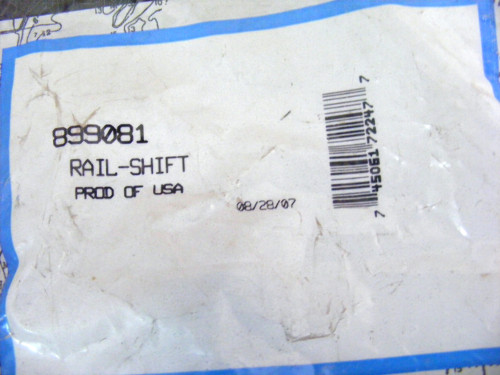 899081
RAIL-SHIFT
PROD OF USA
08/28/07
7 45061 72247 7